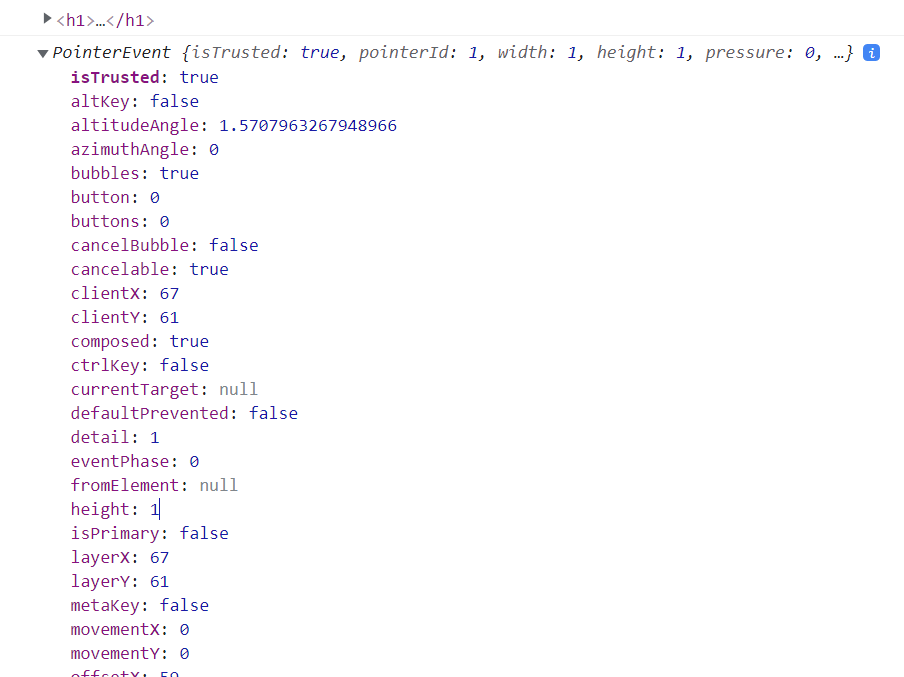 <h1>…</h1>
PointerEvent {isTrusted: true, pointerId: 1, width: 1, height: 1, pressure: 0, …} i
isTrusted: true
altKey: false
altitudeAngle: 1.5707963267948966
azimuthAngle: 0
bubbles: true
button: 0
buttons: 0
cancelBubble: false
cancelable: true
clientX: 67
clientY: 61
composed: true
ctrlKey: false
currentTarget: null
defaultPrevented: false
detail: 1
eventPhase: 0
fromElement: null
height: 1
isPrimary: false
layerX: 67
layerY: 61
metaKey: false
movementX: 0
movementY: 0
offsetX: 59